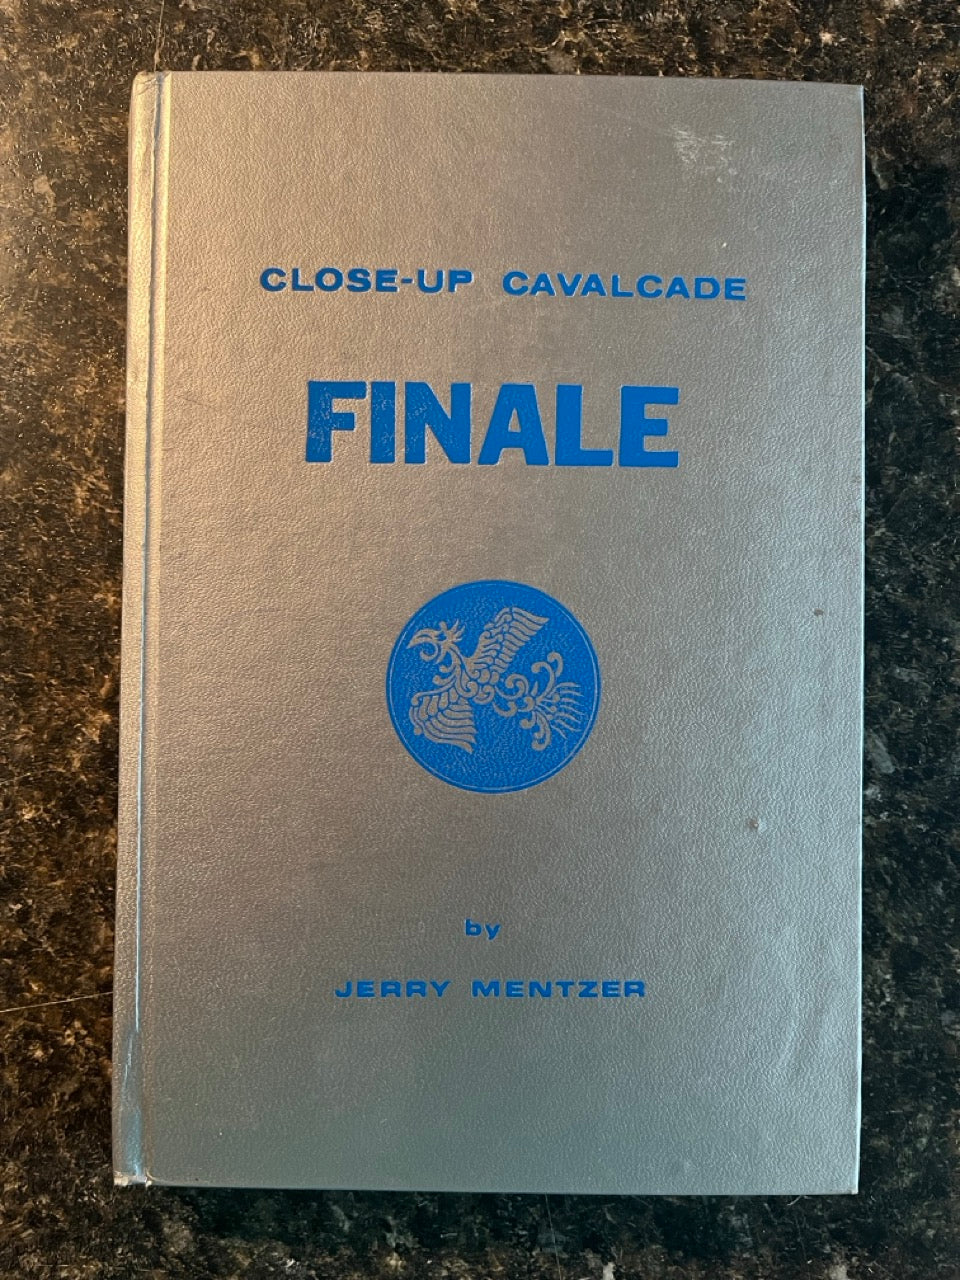 CLOSE-UP CAVALCADE
FINALE
by
JERRY MENTZER